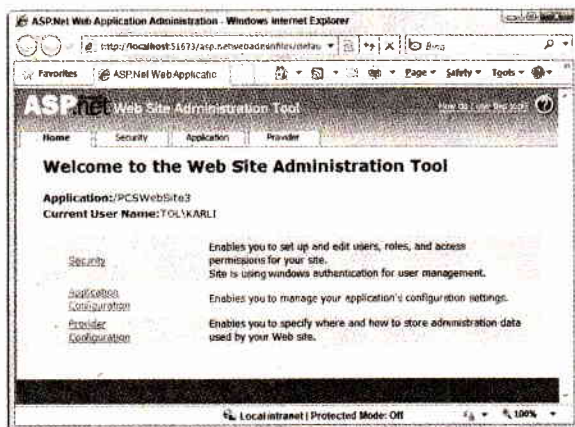 ASP.Net Web Application Administration - Windows Internet Explorer
http://localhost:51673/asp.netwebadminfiles/defau
Bing
Favorites ASP.Net Web Applicatio Page Safety Tools
ASP.net Web Site Administration Tool How do I use this tool? ?
Home Security Application Provider
Welcome to the Web Site Administration Tool
Application:/PCSWebSite3
Current User Name:TOL\KARLI
Security
Enables you to set up and edit users, roles, and access
permissions for your site.
Site is using windows authentication for user management.
Application
Configuration
Enables you to manage your application's configuration settings.
Provider
Configuration
Enables you to specify where and how to store administration data
used by your Web site.
Local intranet | Protected Mode: Off 100%